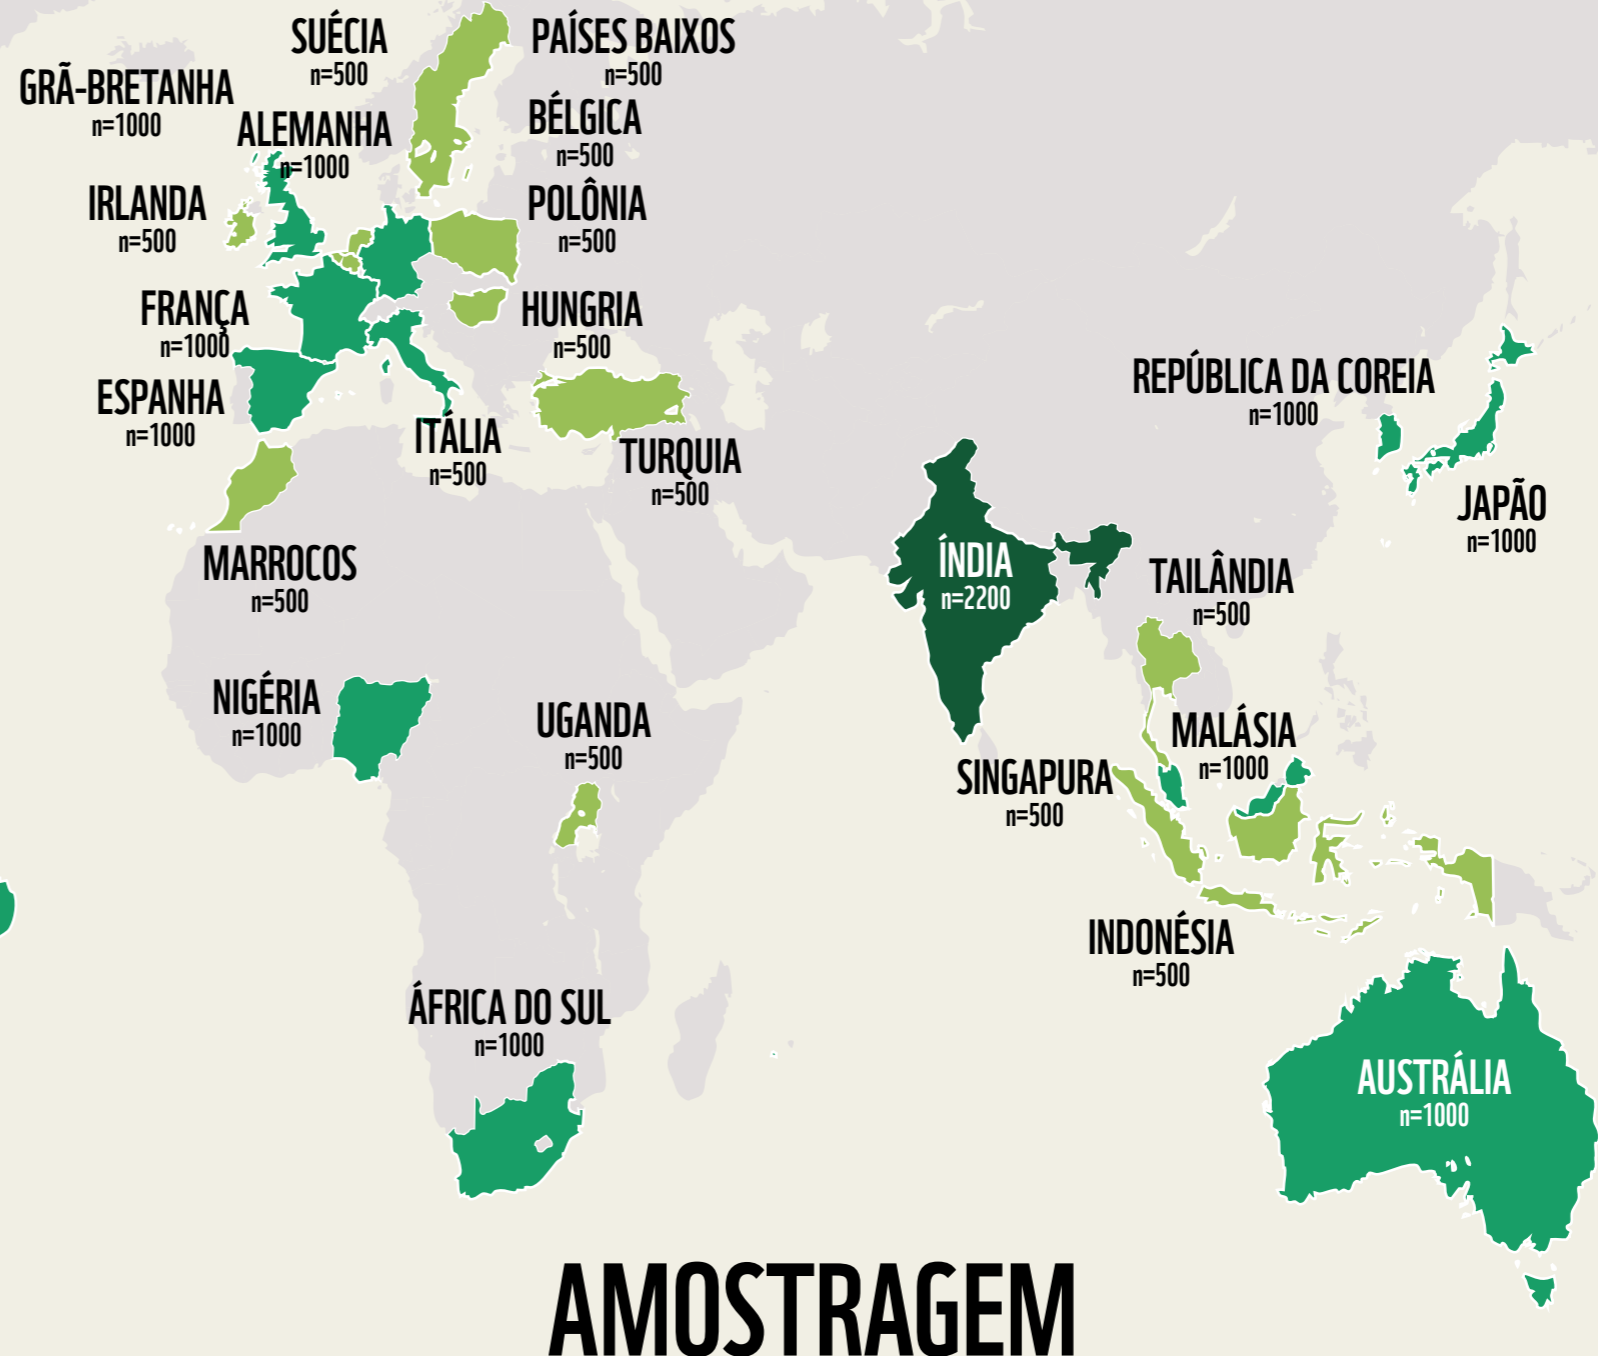 SUÉCIA
n=500
PAÍSES BAIXOS
n=500
GRÃ-BRETANHA
n=1000
ALEMANHA
n=1000
BÉLGICA
n=500
IRLANDA
n=500
POLÔNIA
n=500
FRANÇA
n=1000
HUNGRIA
n=500
ESPANHA
n=1000
ITÁLIA
n=500
TURQUIA
n=500
REPÚBLICA DA COREIA
n=1000
JAPÃO
n=1000
MARROCOS
n=500
ÍNDIA
n=2200
TAILÂNDIA
n=500
NIGÉRIA
n=1000
UGANDA
n=500
MALÁSIA
n=1000
SINGAPURA
n=500
INDONÉSIA
n=500
ÁFRICA DO SUL
n=1000
AUSTRÁLIA
n=1000
AMOSTRAGEM